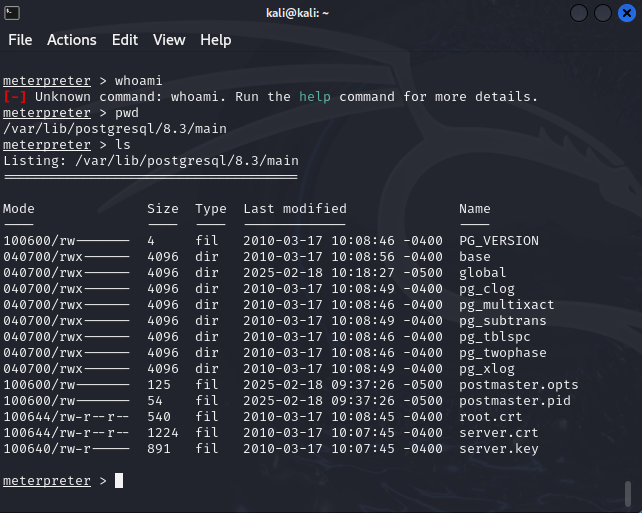 kali@kali: ~
File Actions Edit View Help
meterpreter > whoami
[-] Unknown command: whoami. Run the help command for more details.
meterpreter > pwd
/var/lib/postgresql/8.3/main
meterpreter > ls
Listing: /var/lib/postgresql/8.3/main
=====================================
Mode Size Type Last modified Name
---- ---- ---- ------------- ----
100600/rw------- 4 fil 2010-03-17 10:08:46 -0400 PG_VERSION
040700/rwx------ 4096 dir 2010-03-17 10:08:56 -0400 base
040700/rwx------ 4096 dir 2025-02-18 10:18:27 -0500 global
040700/rwx------ 4096 dir 2010-03-17 10:08:49 -0400 pg_clog
040700/rwx------ 4096 dir 2010-03-17 10:08:46 -0400 pg_multixact
040700/rwx------ 4096 dir 2010-03-17 10:08:49 -0400 pg_subtrans
040700/rwx------ 4096 dir 2010-03-17 10:08:46 -0400 pg_tblspc
040700/rwx------ 4096 dir 2010-03-17 10:08:46 -0400 pg_twophase
040700/rwx------ 4096 dir 2010-03-17 10:08:49 -0400 pg_xlog
100600/rw------- 125 fil 2025-02-18 09:37:26 -0500 postmaster.opts
100600/rw------- 54 fil 2025-02-18 09:37:26 -0500 postmaster.pid
100644/rw-r--r-- 540 fil 2010-03-17 10:08:45 -0400 root.crt
100644/rw-r--r-- 1224 fil 2010-03-17 10:07:45 -0400 server.crt
100640/rw-r----- 891 fil 2010-03-17 10:07:45 -0400 server.key
meterpreter >